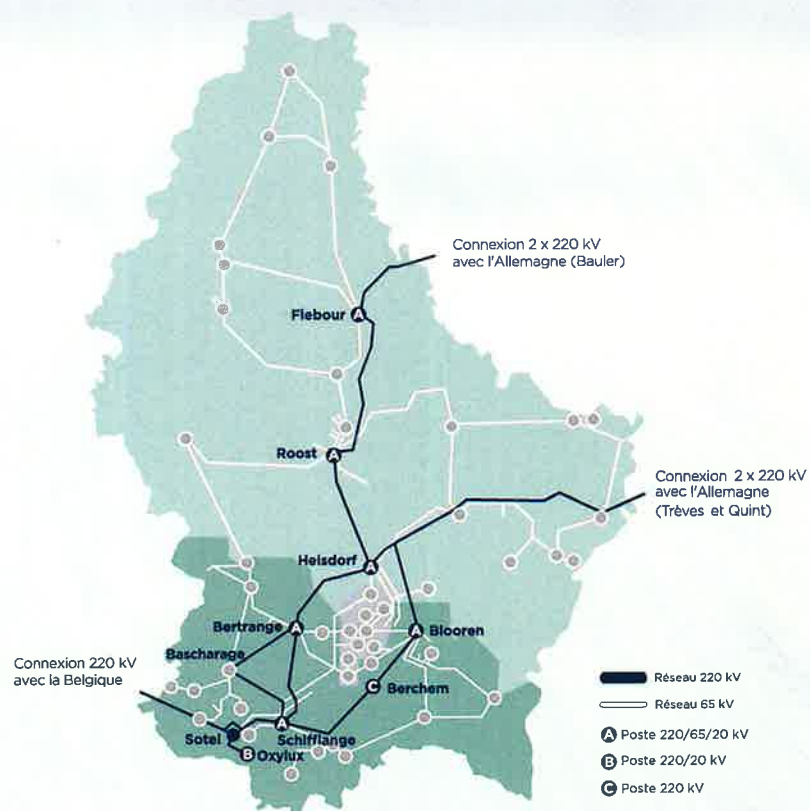 Connexion 2 x 220 kV
avec l'Allemagne (Bauler)
Flebour A
Roost A
Connexion 2 x 220 kV
avec l'Allemagne
(Trèves et Quint)
Heisdorf A
Bertrange A
A Blooren
Bascharage
Connexion 220 kV
avec la Belgique
C Berchem
Réseau 220 kV
Réseau 65 kV
A
Sotel
Schifflange
B Oxylux
A Poste 220/65/20 kV
B Poste 220/20 kV
C Poste 220 kV